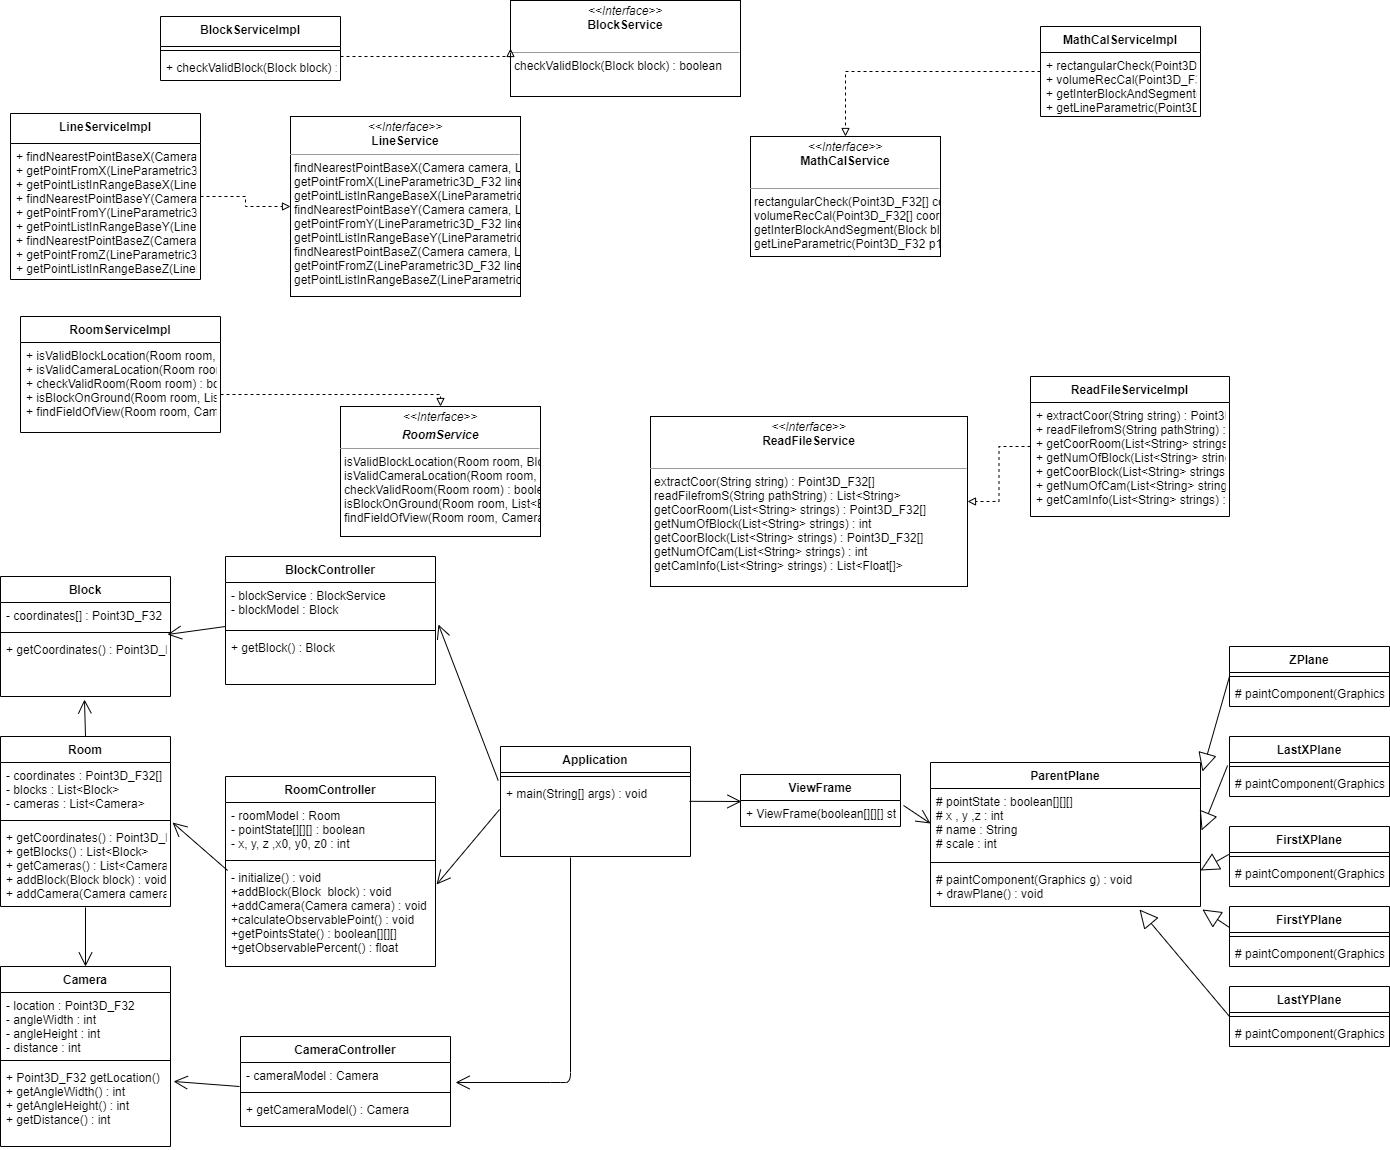 BlockServiceImpl
+ checkValidBlock(Block block) :
<<Interface>>
BlockService
checkValidBlock(Block block) : boolean
MathCalServiceImpl
+ rectangularCheck(Point3D
+ volumeRecCal(Point3D_F3
+ getInterBlockAndSegment
+ getLineParametric(Point3D
LineServiceImpl
+ findNearestPointBaseX(Camera
+ getPointFromX(LineParametric3
+ getPointListInRangeBaseX(Line
+ findNearestPointBaseY(Camera
+ getPointFromY(LineParametric3
+ getPointListInRangeBaseY(Line
+ findNearestPointBaseZ(Camera
+ getPointFromZ(LineParametric3
+ getPointListInRangeBaseZ(Line
<<Interface>>
LineService
findNearestPointBaseX(Camera camera, L
getPointFromX(LineParametric3D_F32 line
getPointListInRangeBaseX(LineParametric
findNearestPointBaseY(Camera camera, L
getPointFromY(LineParametric3D_F32 line
getPointListInRangeBaseY(LineParametric
findNearestPointBaseZ(Camera camera, L
getPointFromZ(LineParametric3D_F32 line
getPointListInRangeBaseZ(LineParametric
<<Interface>>
MathCalService
rectangularCheck(Point3D_F32[] co
volumeRecCal(Point3D_F32[] coor
getInterBlockAndSegment(Block bl
getLineParametric(Point3D_F32 p1
RoomServiceImpl
+ isValidBlockLocation(Room room,
+ isValidCameraLocation(Room roo
+ checkValidRoom(Room room) : bo
+ isBlockOnGround(Room room, Lis
+ findFieldOfView(Room room, Cam
<<Interface>>
RoomService
isValidBlockLocation(Room room, Blo
isValidCameraLocation(Room room,
checkValidRoom(Room room) : boole
isBlockOnGround(Room room, List<B
findFieldOfView(Room room, Camera
<<Interface>>
ReadFileService
extractCoor(String string) : Point3D_F32[]
readFilefromS(String pathString) : List<String>
getCoorRoom(List<String> strings) : Point3D_F32[]
getNumOfBlock(List<String> strings) : int
getCoorBlock(List<String> strings) : Point3D_F32[]
getNumOfCam(List<String> strings) : int
getCamInfo(List<String> strings) : List<Float[]>
ReadFileServiceImpl
+ extractCoor(String string) : Point3
+ readFilefromS(String pathString) :
+ getCoorRoom(List<String> strings
+ getNumOfBlock(List<String> strin
+ getCoorBlock(List<String> strings
+ getNumOfCam(List<String> string
+ getCamInfo(List<String> strings) :
Block
- coordinates[] : Point3D_F32
+ getCoordinates() : Point3D_
BlockController
- blockService : BlockService
- blockModel : Block
+ getBlock() : Block
Room
- coordinates : Point3D_F32[]
- blocks : List<Block>
- cameras : List<Camera>
+ getCoordinates() : Point3D_
+ getBlocks() : List<Block>
+ getCameras() : List<Camera
+ addBlock(Block block) : void
+ addCamera(Camera camera
RoomController
- roomModel : Room
- pointState[][][] : boolean
- x, y, z ,x0, y0, z0 : int
- initialize() : void
+addBlock(Block  block) : void
+addCamera(Camera camera) : void
+calculateObservablePoint() : void
+getPointsState() : boolean[][][]
+getObservablePercent() : float
Application
+ main(String[] args) : void
ViewFrame
+ ViewFrame(boolean[][][] st
ParentPlane
# pointState : boolean[][][]
# x , y ,z : int
# name : String
# scale : int
# paintComponent(Graphics g) : void
+ drawPlane() : void
ZPlane
# paintComponent(Graphics
LastXPlane
# paintComponent(Graphics
FirstXPlane
# paintComponent(Graphics
FirstYPlane
# paintComponent(Graphics
LastYPlane
# paintComponent(Graphics
Camera
- location : Point3D_F32
- angleWidth : int
- angleHeight : int
- distance : int
+ Point3D_F32 getLocation()
+ getAngleWidth() : int
+ getAngleHeight() : int
+ getDistance() : int
CameraController
- cameraModel : Camera
+ getCameraModel() : Camera